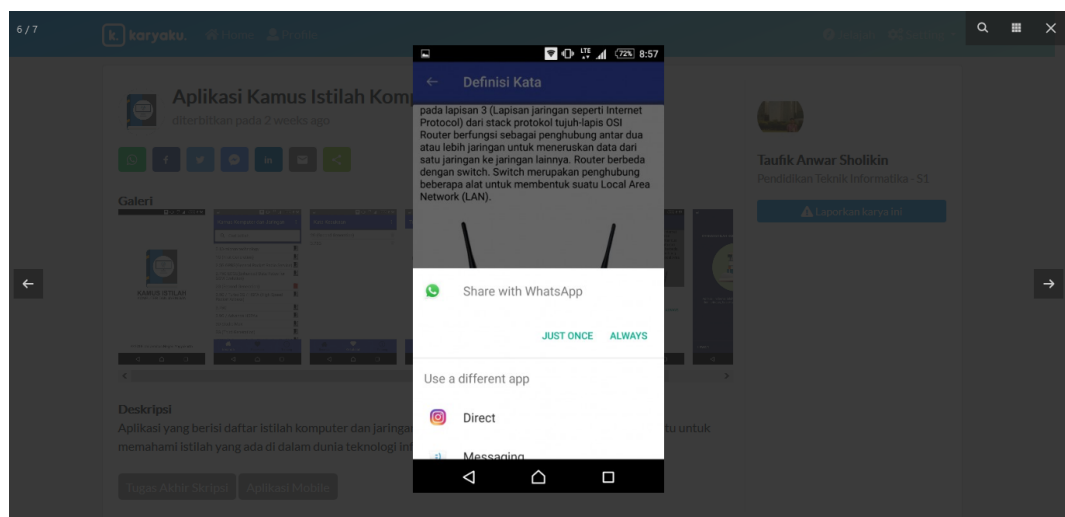 6 / 7
k. karyaku.
Home
Profile
Aplikasi Kamus Istilah Kom
diterbitkan pada 2 weeks ago
Galeri
KAMUS ISTILAH
Deskripsi
Aplikasi yang berisi daftar istilah komputer dan jaringa
tu untuk
memahami istilah yang ada di dalam dunia teknologi in
Tugas Akhir Skripsi
Aplikasi Mobile
LTE 72% 8:57
Definisi Kata
pada lapisan 3 (Lapisan jaringan seperti Internet
Protocol) dari stack protokol tujuh-lapis OSI
Router berfungsi sebagai penghubung antar dua
atau lebih jaringan untuk meneruskan data dari
satu jaringan ke jaringan lainnya. Router berbeda
dengan switch. Switch merupakan penghubung
beberapa alat untuk membentuk suatu Local Area
Network (LAN).
Share with WhatsApp
JUST ONCE ALWAYS
Use a different app
Direct
Messaging
Taufik Anwar Sholikin
Pendidikan Teknik Informatika - S1
Laporkan karya ini